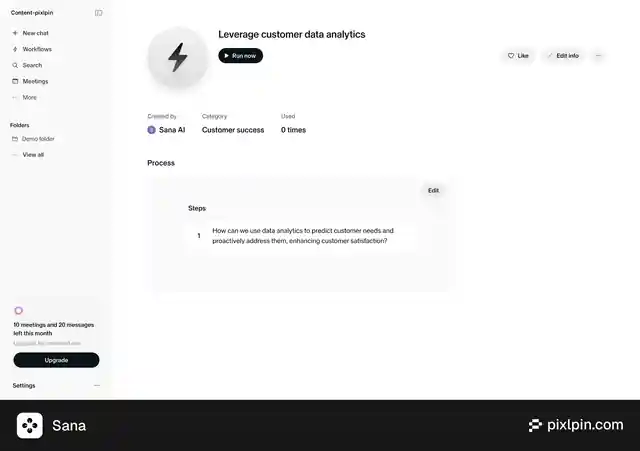 Content-pixlpin
New chat
Workflows
Search
Meetings
More
Folders
Demo folder
View all
10 meetings and 20 messages
left this month
Upgrade
Settings
Leverage customer data analytics
Run now
Like
Edit info
Created by
Category
Used
S
Sana AI
Customer success
0 times
Process
Edit
Steps
1
How can we use data analytics to predict customer needs and
proactively address them, enhancing customer satisfaction?
Sana
pixlpin.com